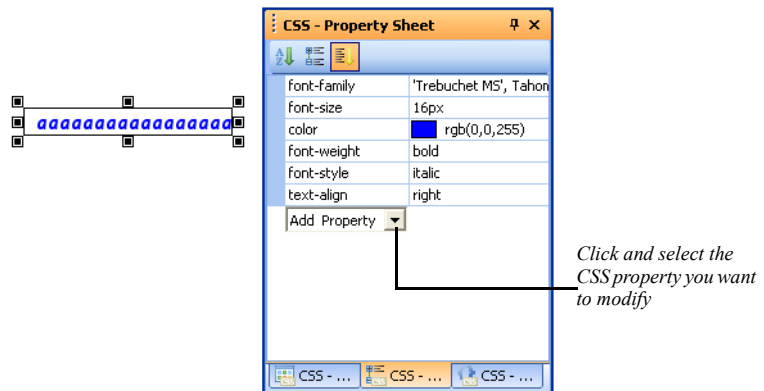 CSS - Property Sheet
font-family 'Trebuchet MS', Tahon
font-size 16px
aaaaaaaaaaaaaaaaa
color rgb(0,0,255)
font-weight bold
font-style italic
text-align right
Add Property
Click and select the
CSS property you want
to modify
CSS - ... CSS - ... CSS - ...